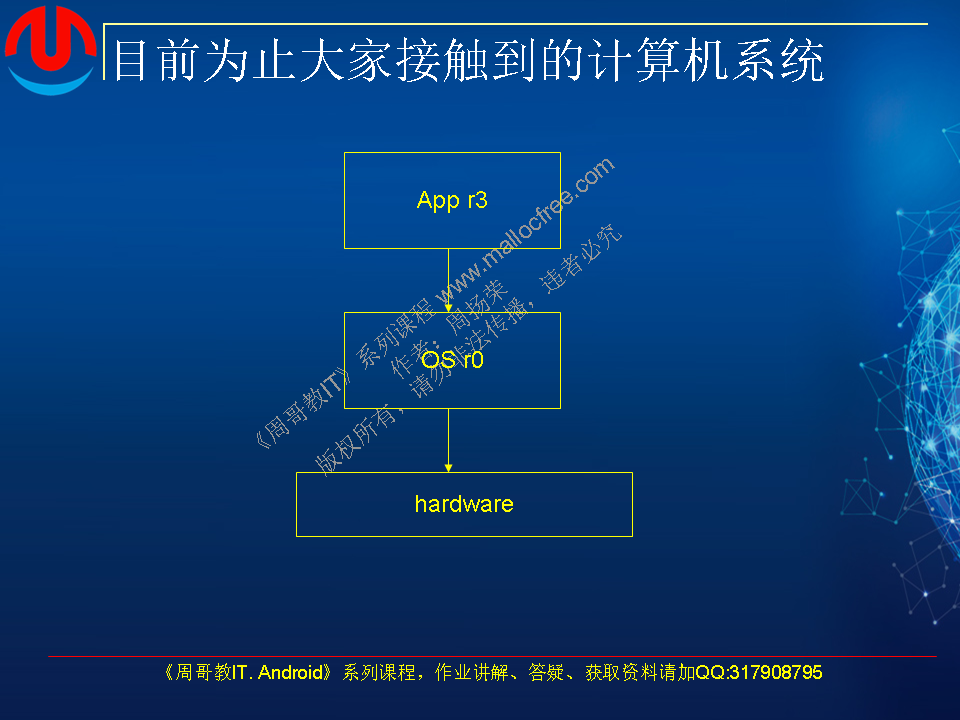 目前为止大家接触到的计算机系统
App r3
《周哥教IT》系列课程 www.mallocfree.com
作者：周扬荣
版权所有，请勿非法传播，违者必究
OS r0
hardware
《周哥教IT. Android》系列课程，作业讲解、答疑、获取资料请加QQ:317908795